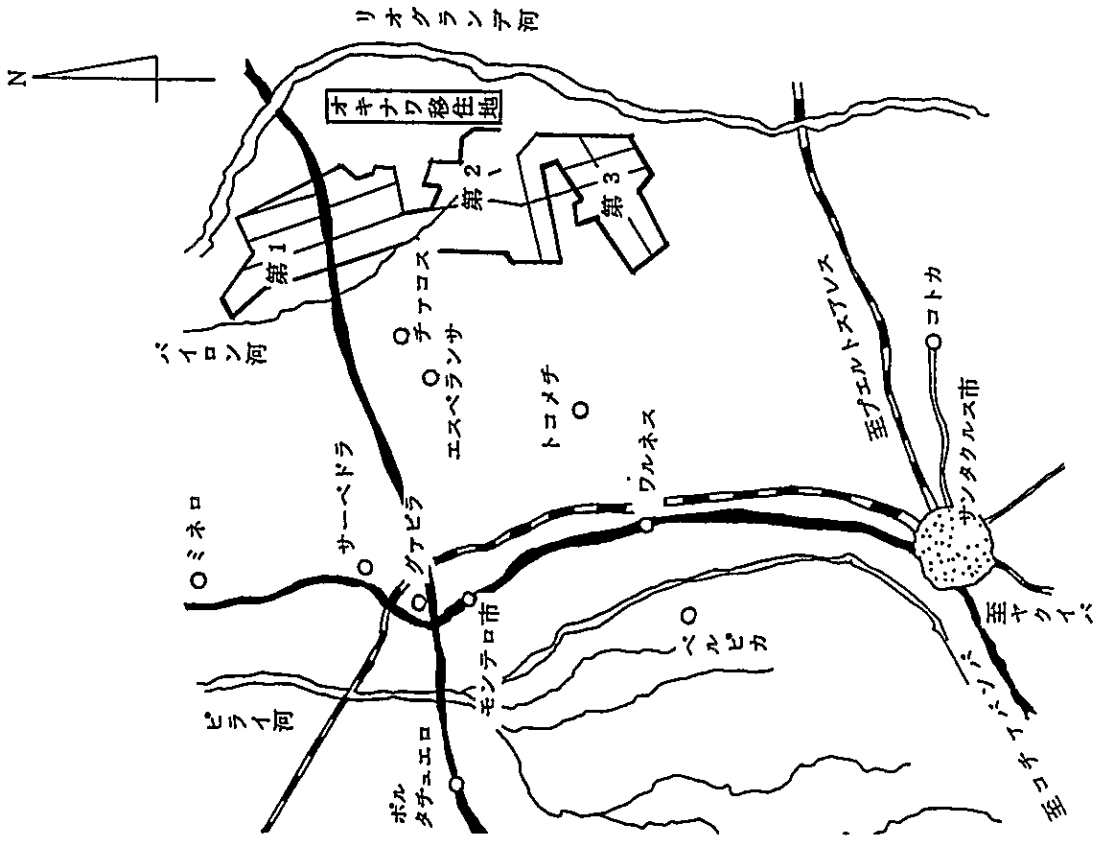 N
リオグランデ河
オキナワ移住地
第1
第2
第3
パイロン河
チアコス
エスペランサ
トコメチ
ミネロ
サーベドラ
グアビラ
ワルネス
モンテロ市
ピライ河
ポル
タチュエロ
ベルビカ
至プエルトスアレス
コトカ
サンタクルス市
至ヤクイバ
至コチアバンバ